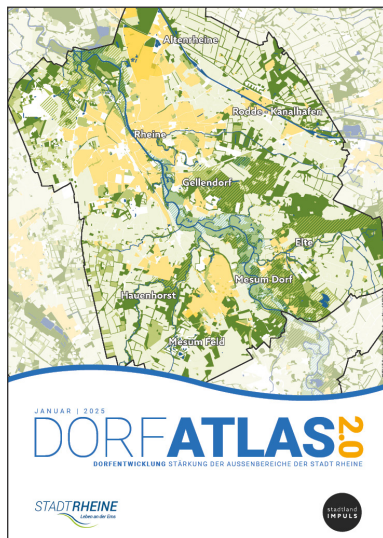 Altenrheine
Rodde - Kanalhafen
Rheine
Gellendorf
Elte
Mesum Dorf
Hauenhorst
Mesum Feld
JANUAR | 2025
DORFATLAS 2.0
DORFENTWICKLUNG STÄRKUNG DER AUSSENBEREICHE DER STADT RHEINE
STADTRHEINE
Leben an der Ems
stadtland
IMPULS